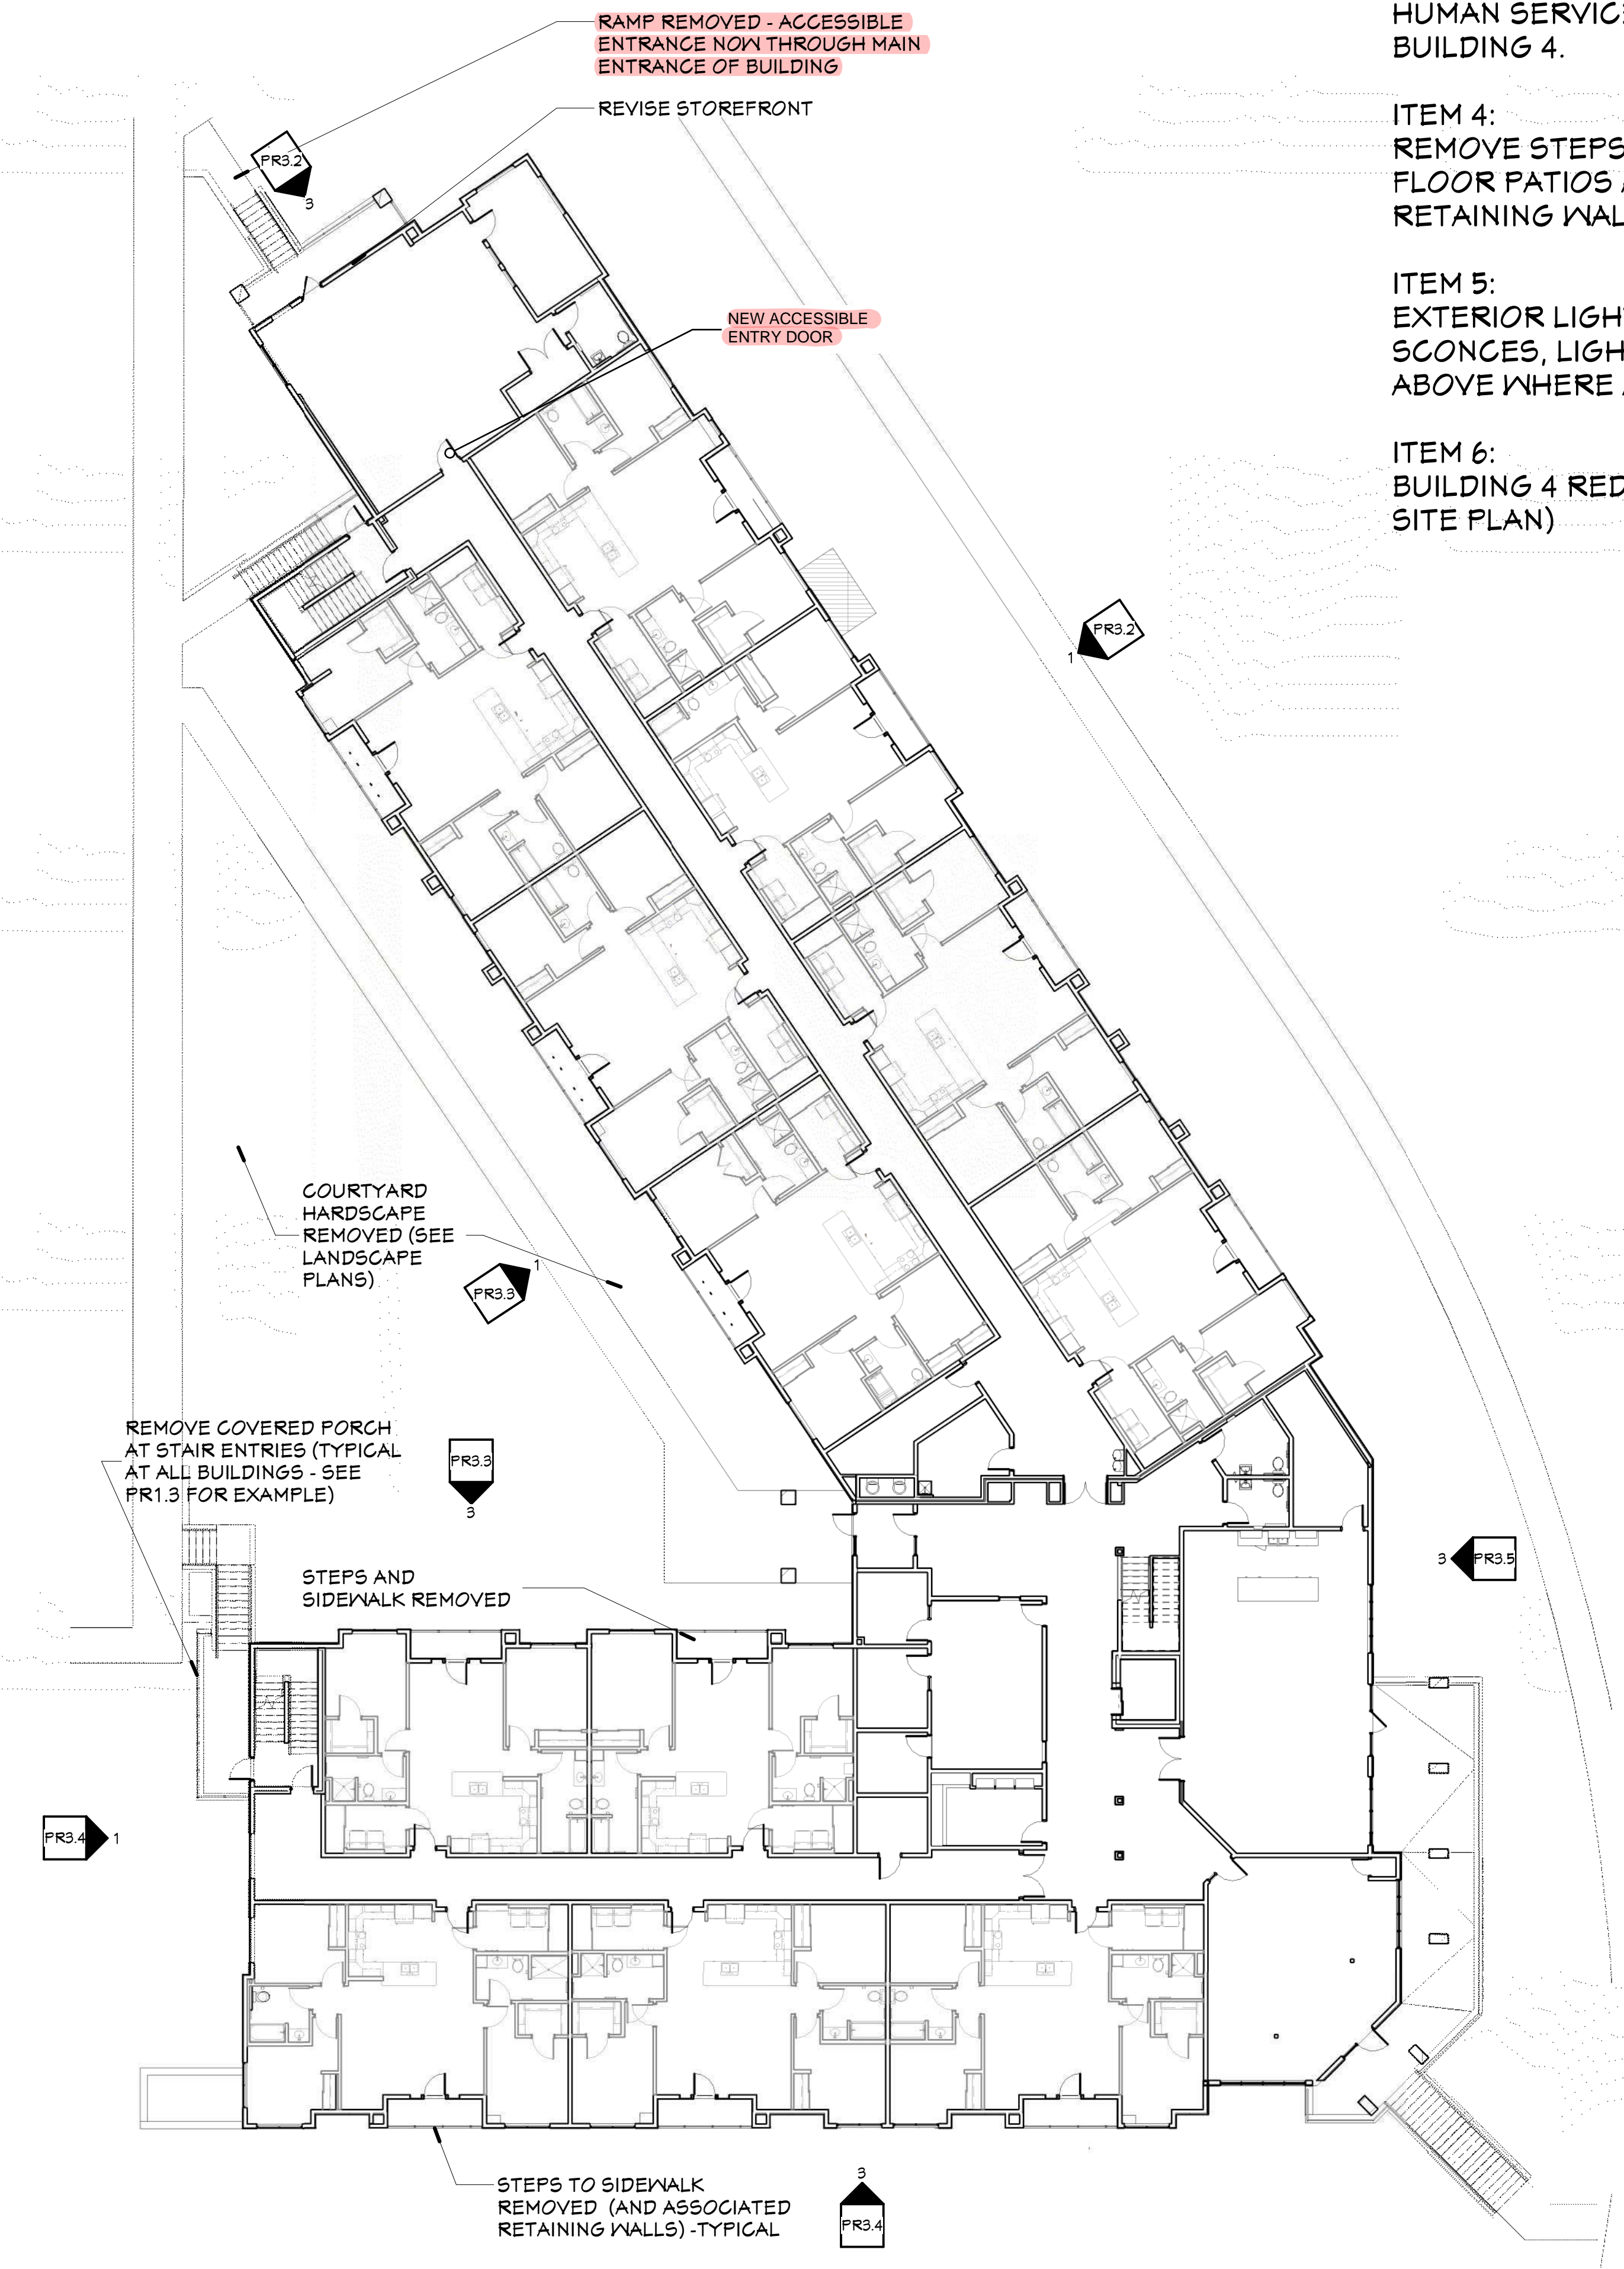 RAMP REMOVED - ACCESSIBLE
ENTRANCE NOW THROUGH MAIN
ENTRANCE OF BUILDING
REVISE STOREFRONT
PR3.2
3
NEW ACCESSIBLE
ENTRY DOOR
HUMAN SERVICE
BUILDING 4.
ITEM 4:
REMOVE STEPS
FLOOR PATIOS
RETAINING WAL
ITEM 5:
EXTERIOR LIGH
SCONCES, LIGH
ABOVE WHERE
ITEM 6:
BUILDING 4 RED
SITE PLAN)
PR3.2
1
COURTYARD
HARDSCAPE
REMOVED (SEE
LANDSCAPE
PLANS)
PR3.3
1
REMOVE COVERED PORCH
AT STAIR ENTRIES (TYPICAL
AT ALL BUILDINGS - SEE
PR1.3 FOR EXAMPLE)
PR3.3
3
STEPS AND
SIDEWALK REMOVED
3
PR3.5
PR3.4
1
STEPS TO SIDEWALK
REMOVED (AND ASSOCIATED
RETAINING WALLS) -TYPICAL
3
PR3.4